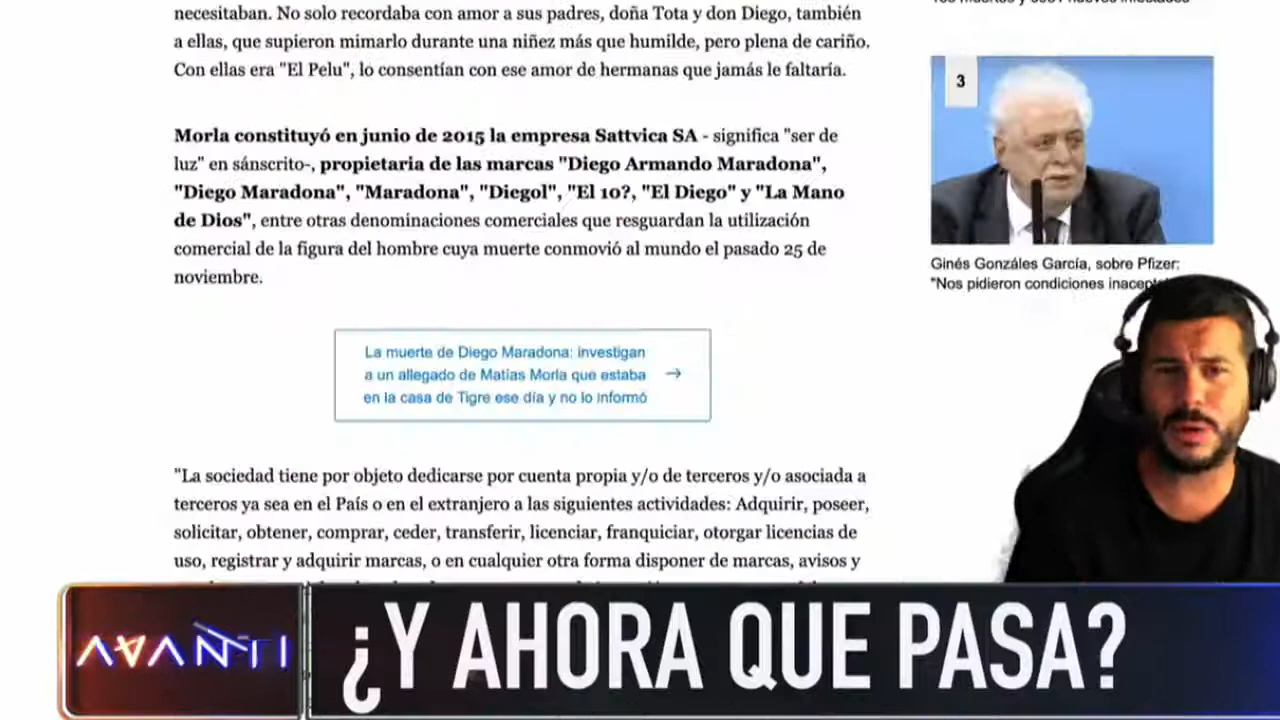 necesitaban. No solo recordaba con amor a sus padres, doña Tota y don Diego, también
a ellas, que supieron mimarlo durante una niñez más que humilde, pero plena de cariño.
Con ellas era "El Pelu", lo consentían con ese amor de hermanas que jamás le faltaría.
Morla constituyó en junio de 2015 la empresa Sattvica SA - significa "ser de
luz" en sánscrito-, propietaria de las marcas "Diego Armando Maradona",
"Diego Maradona", "Maradona", "Diegol", "El 10?, "El Diego" y "La Mano
de Dios", entre otras denominaciones comerciales que resguardan la utilización
comercial de la figura del hombre cuya muerte conmovió al mundo el pasado 25 de
noviembre.
La muerte de Diego Maradona: investigan
a un allegado de Matías Morla que estaba →
en la casa de Tigre ese día y no lo informó
"La sociedad tiene por objeto dedicarse por cuenta propia y/o de terceros y/o asociada a
terceros ya sea en el País o en el extranjero a las siguientes actividades: Adquirir, poseer,
solicitar, obtener, comprar, ceder, transferir, licenciar, franquiciar, otorgar licencias de
uso, registrar y adquirir marcas, o en cualquier otra forma disponer de marcas, avisos y
3
Ginés Gonzáles García, sobre Pfizer:
"Nos pidieron condiciones
AVANTI
¿Y AHORA QUE PASA?